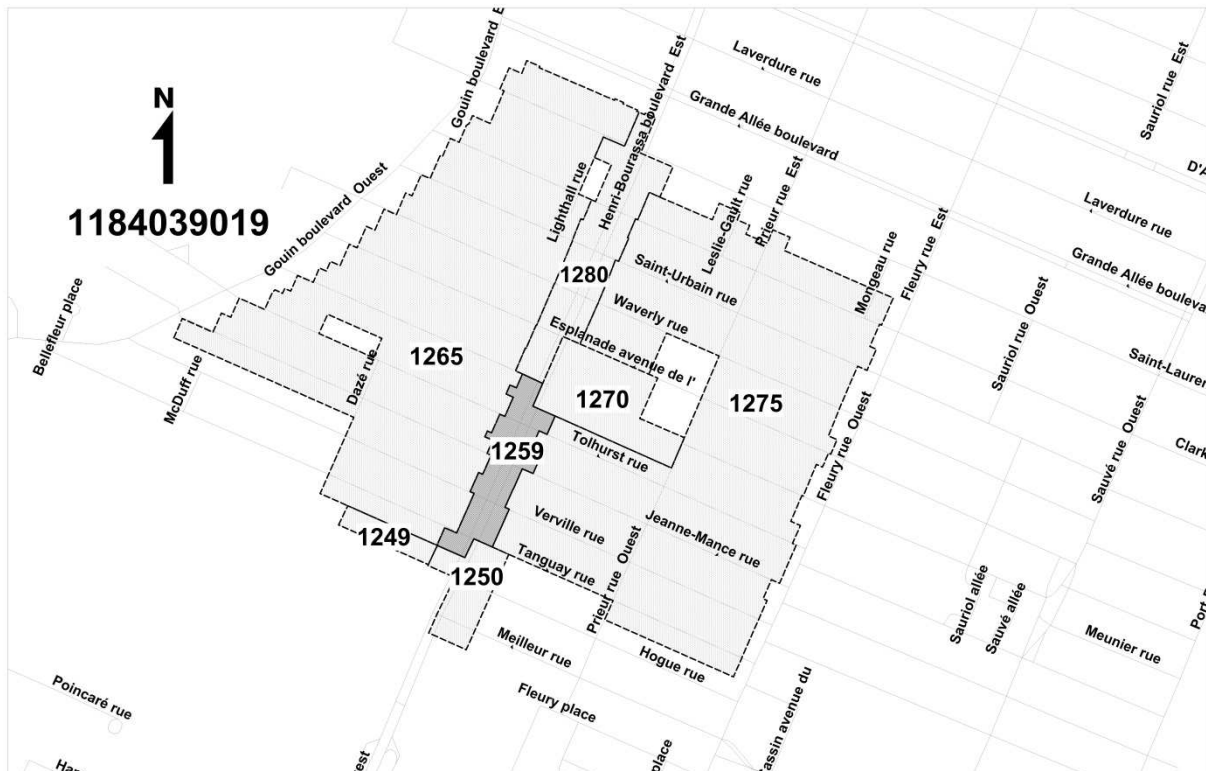 Gouin boulevard E
Laverdure rue
Sauriol rue Est
N
Henri-Bourassa boulevard Est
Grande Allée boulevard
D'A
1184039019
Gouin boulevard Ouest
Lighthall rue
Leslie-Gault rue
Prieur rue Est
Laverdure rue
Mongeau rue
Fleury rue Est
Grande Allée bouleva
1280
Saint-Urbain rue
Bellefleur place
Waverly rue
Sauriol rue Ouest
Esplanade avenue de l'
Saint-Lauren
McDuff rue
Dazé rue
1265
1270
1275
1259
Tolhurst rue
Fleury rue Ouest
Sauvé rue Ouest
Clark
1249
Verville rue
Jeanne-Mance rue
1250
Tanguay rue
Prieur rue Ouest
Sauriol allée
Sauvé allée
Port
Meunier rue
Meilleur rue
Hogue rue
Poincaré rue
Fleury place
assin avenue du
place
est
Har